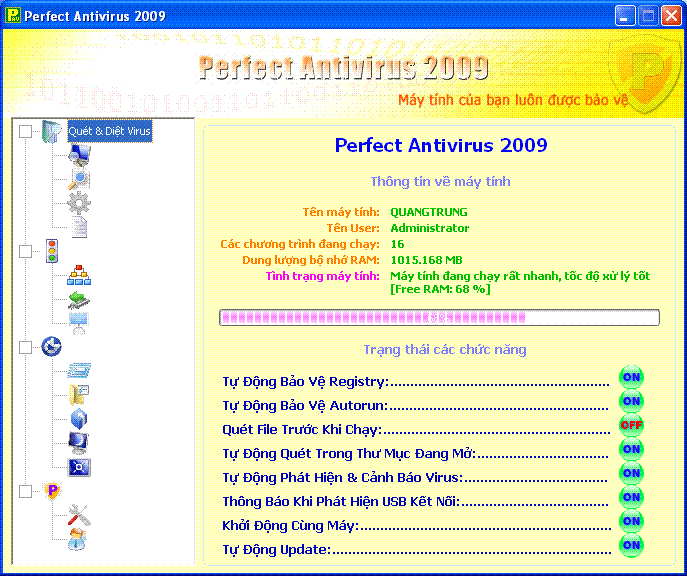 Perfect Antivirus 2009
Perfect Antivirus 2009
Máy tính của bạn luôn được bảo vệ
Quét & Diệt Virus
Perfect Antivirus 2009
Thông tin về máy tính
Tên máy tính: QUANGTRUNG
Tên User: Administrator
Các chương trình đang chạy: 16
Dung lượng bộ nhớ RAM: 1015.168 MB
Tình trạng máy tính: Máy tính đang chạy rất nhanh, tốc độ xử lý tốt
[Free RAM: 68 %]
Trạng thái các chức năng
Tự Động Bảo Vệ Registry: ON
Tự Động Bảo Vệ Autorun: ON
Quét File Trước Khi Chạy: OFF
Tự Động Quét Trong Thư Mục Đang Mở: ON
Tự Động Phát Hiện & Cảnh Báo Virus: ON
Thông Báo Khi Phát Hiện USB Kết Nối: ON
Khởi Động Cùng Máy: ON
Tự Động Update: ON